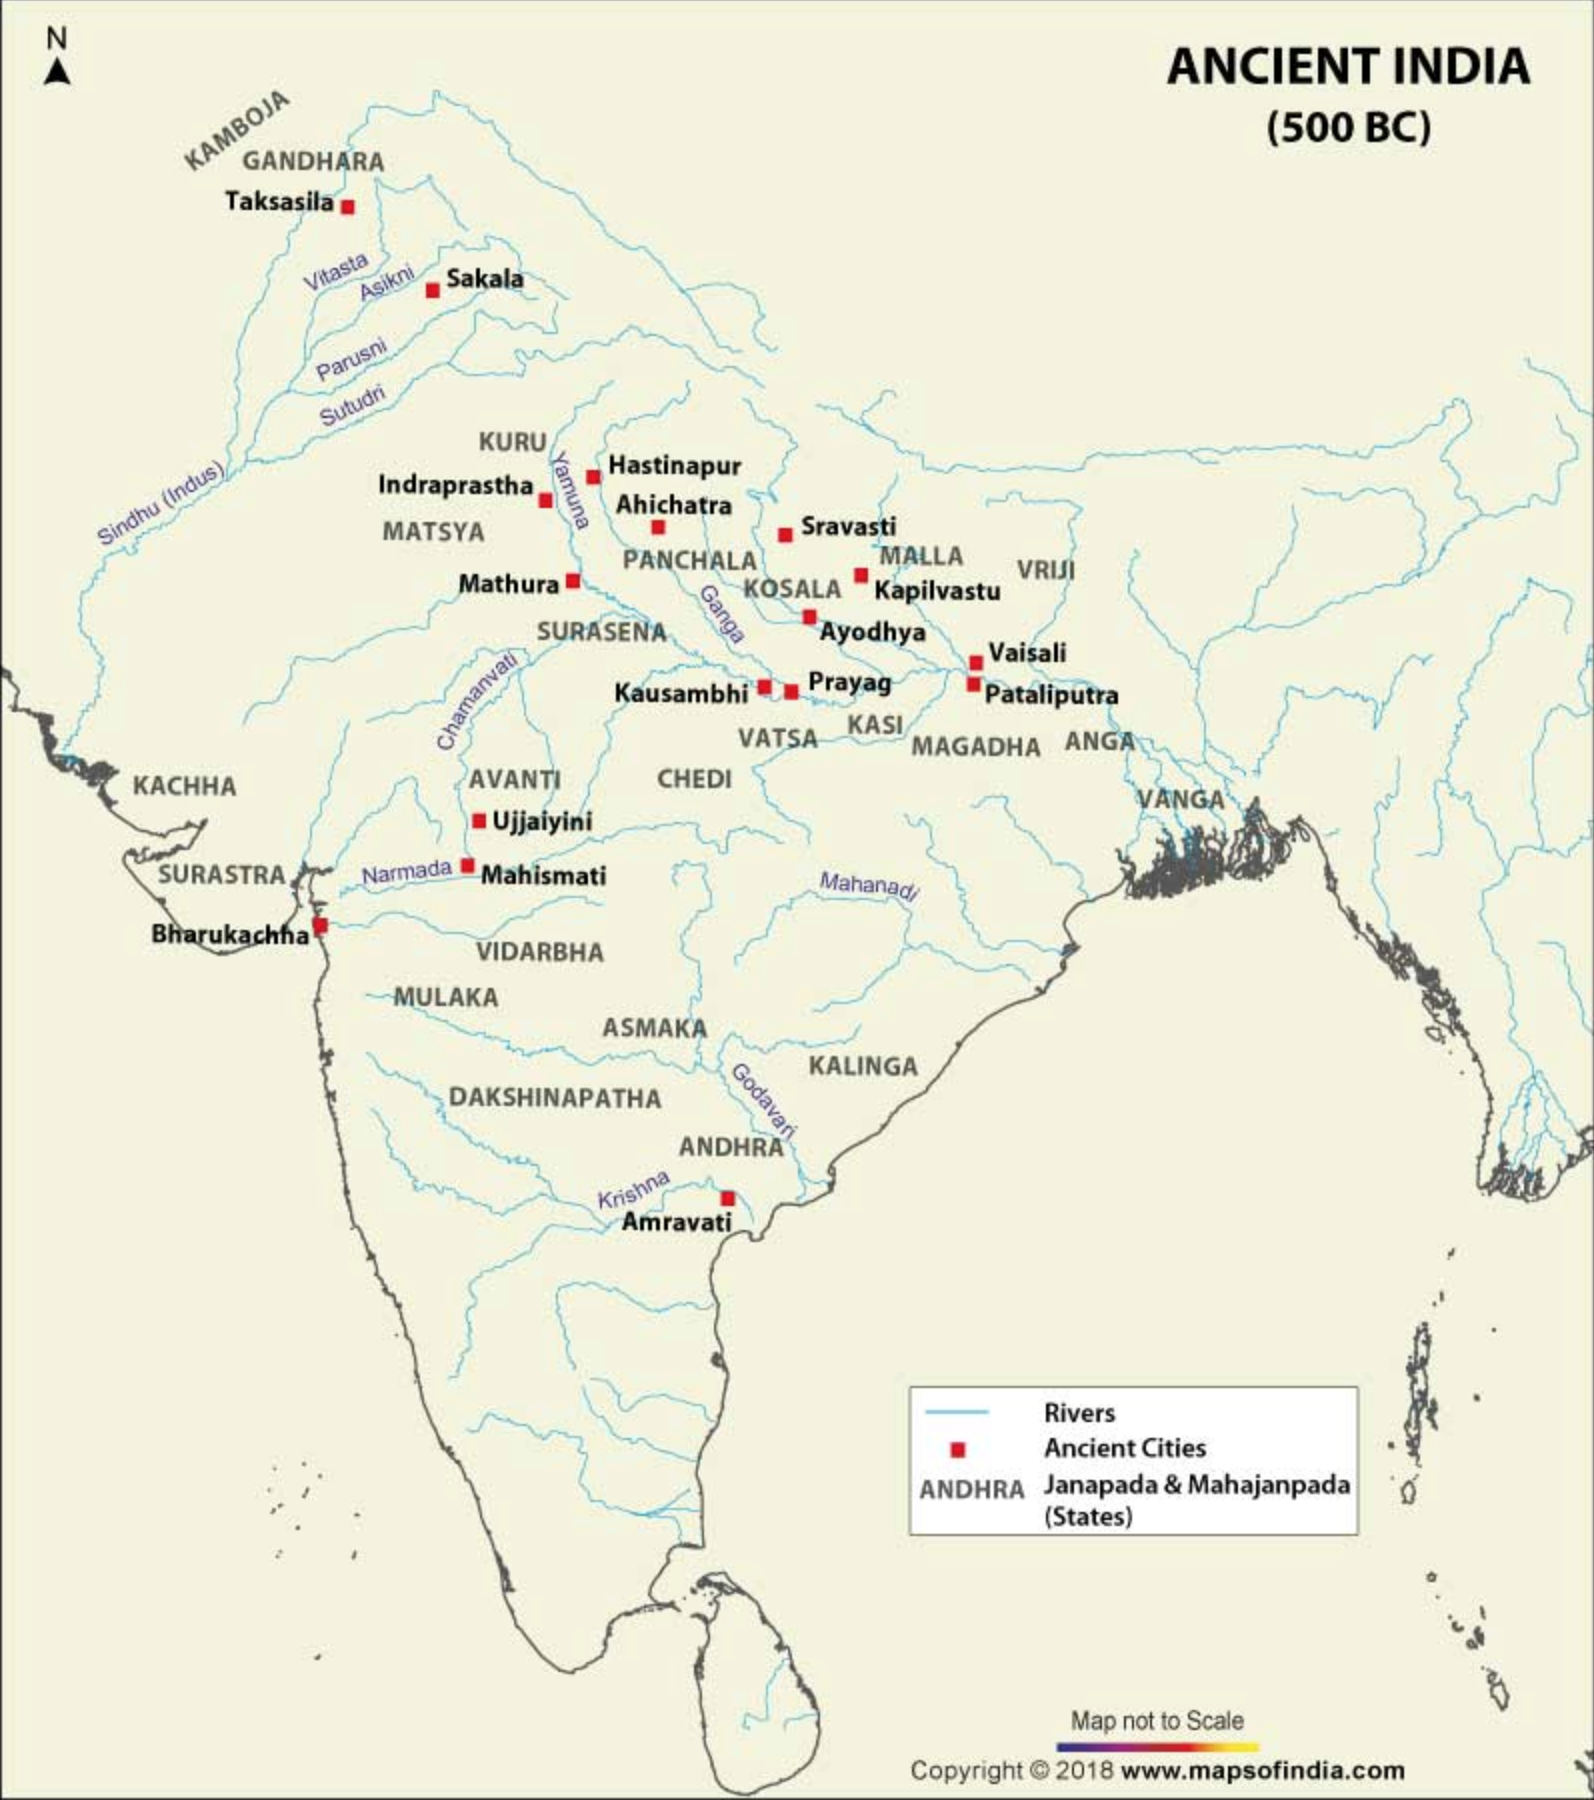 N
ANCIENT INDIA
(500 BC)
KAMBOJA
GANDHARA
Taksasila
Vitasta
Asikni
Sakala
Parusni
Sutudri
Sindhu (Indus)
KURU
Yamuna
Hastinapur
Indraprastha
Ahichatra
MATSYA
Sravasti
PANCHALA
MALLA
VRIJI
Mathura
KOSALA
Kapilvastu
Ganga
SURASENA
Ayodhya
Vaisali
Chamanvati
Kausambhi
Prayag
Pataliputra
VATSA
KASI
MAGADHA
ANGA
KACHHA
AVANTI
CHEDI
VANGA
Ujjaiyini
SURASTRA
Narmada
Mahismati
Mahanadi
Bharukachha
VIDARBHA
MULAKA
ASMAKA
KALINGA
DAKSHINAPATHA
Godavari
ANDHRA
Krishna
Amravati
Rivers
Ancient Cities
ANDHRA Janapada & Mahajanpada
(States)
Map not to Scale
Copyright © 2018 www.mapsofindia.com